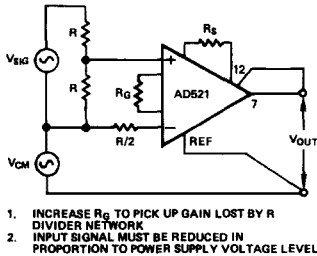 R
RS
VSIG
12
+
R
RG
AD521
7
−
R/2
REF
VOUT
VCM
1. INCREASE RG TO PICK UP GAIN LOST BY R
DIVIDER NETWORK
2. INPUT SIGNAL MUST BE REDUCED IN
PROPORTION TO POWER SUPPLY VOLTAGE LEVEL